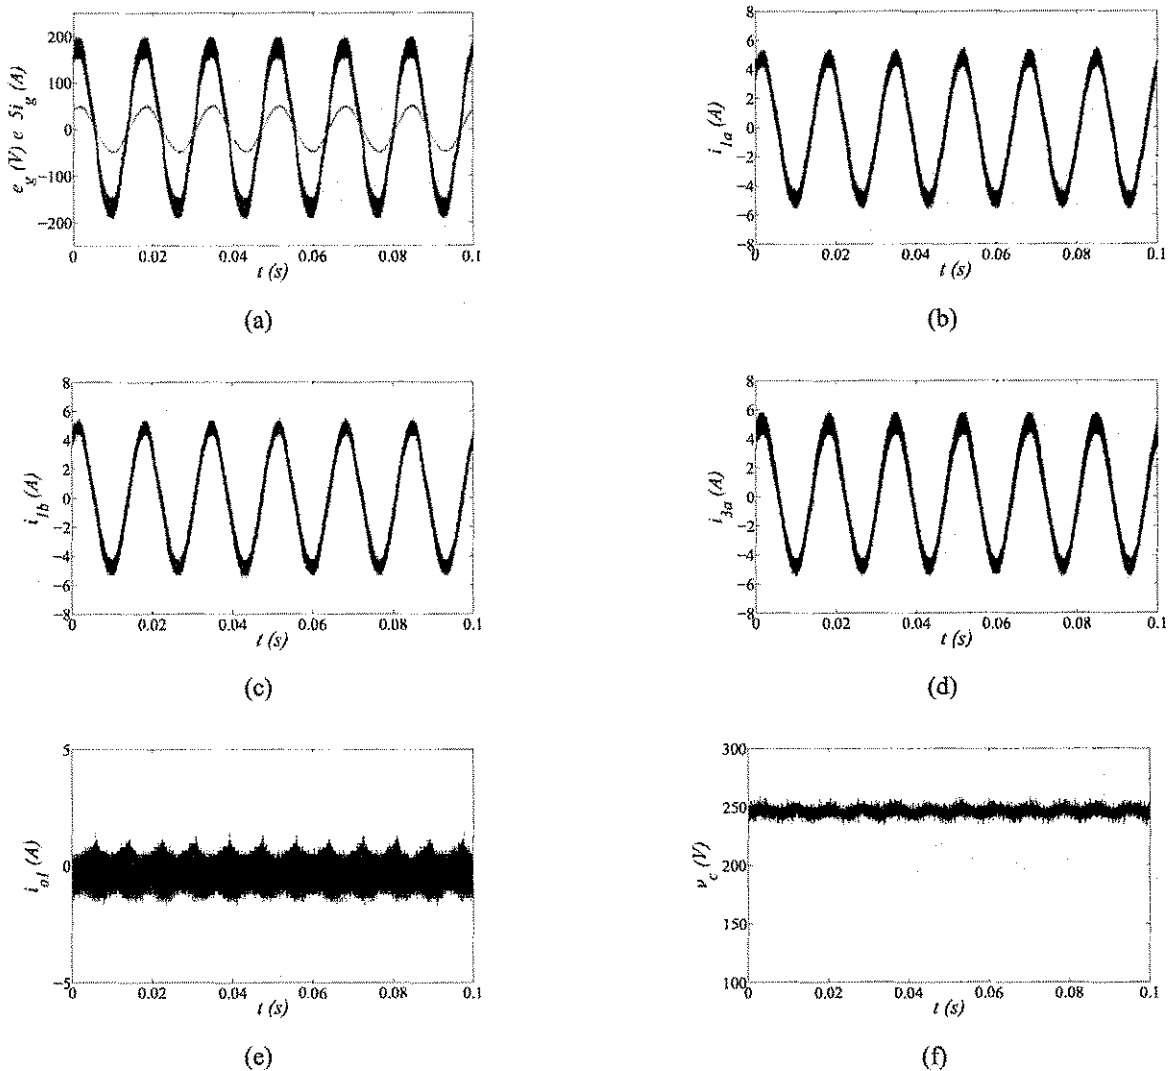 200
100
0
−100
−200
e_g (V) e 5i_g (A)
0 0.02 0.04 0.06 0.08 0.1
t (s)
(a)
8
6
4
2
0
−2
−4
−6
−8
i_1a (A)
0 0.02 0.04 0.06 0.08 0.1
t (s)
(b)
8
6
4
2
0
−2
−4
−6
−8
i_1b (A)
0 0.02 0.04 0.06 0.08 0.1
t (s)
(c)
8
6
4
2
0
−2
−4
−6
−8
i_3a (A)
0 0.02 0.04 0.06 0.08 0.1
t (s)
(d)
5
0
−5
i_o1 (A)
0 0.02 0.04 0.06 0.08 0.1
t (s)
(e)
300
250
200
150
100
v_c (V)
0 0.02 0.04 0.06 0.08 0.1
t (s)
(f)